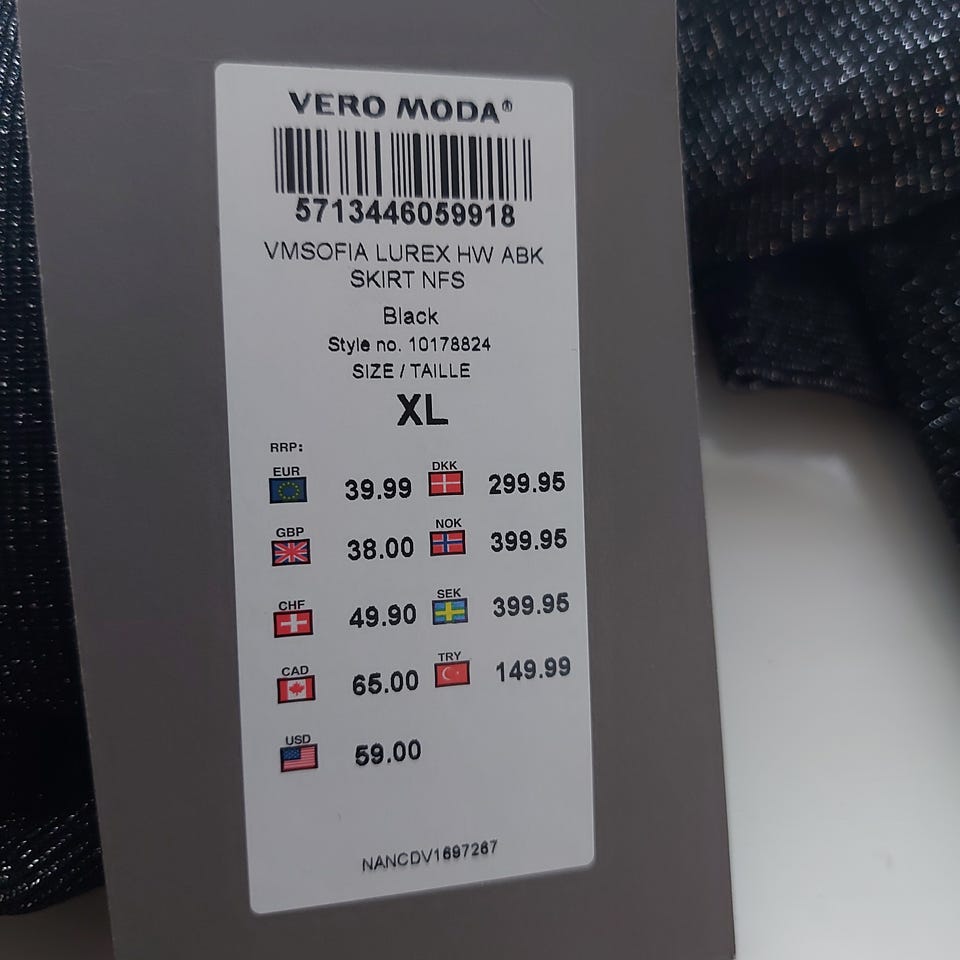 VERO MODA®
5713446059918
VMSOFIA LUREX HW ABK
SKIRT NFS
Black
Style no. 10178824
SIZE / TAILLE
XL
RRP:
EUR 39.99 DKK 299.95
GBP 38.00 NOK 399.95
CHF 49.90 SEK 399.95
CAD 65.00 TRY 149.99
USD 59.00
NANCDV1697267